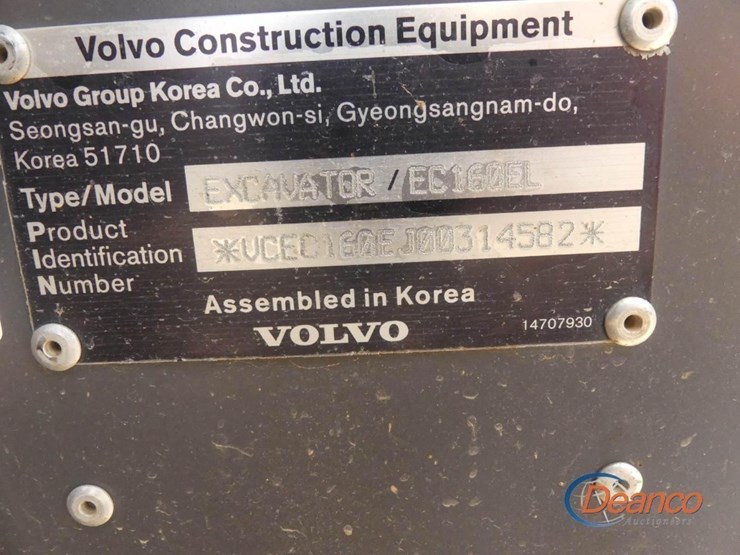 Volvo Construction Equipment
Volvo Group Korea Co., Ltd.
Seongsan-gu, Changwon-si, Gyeongsangnam-do,
Korea 51710
Type/Model EXCAVATOR / EC160EL
Product
Identification *VCEC160EJ00314582*
Number
Assembled in Korea
VOLVO 14707930
Deanco
Auctioneers